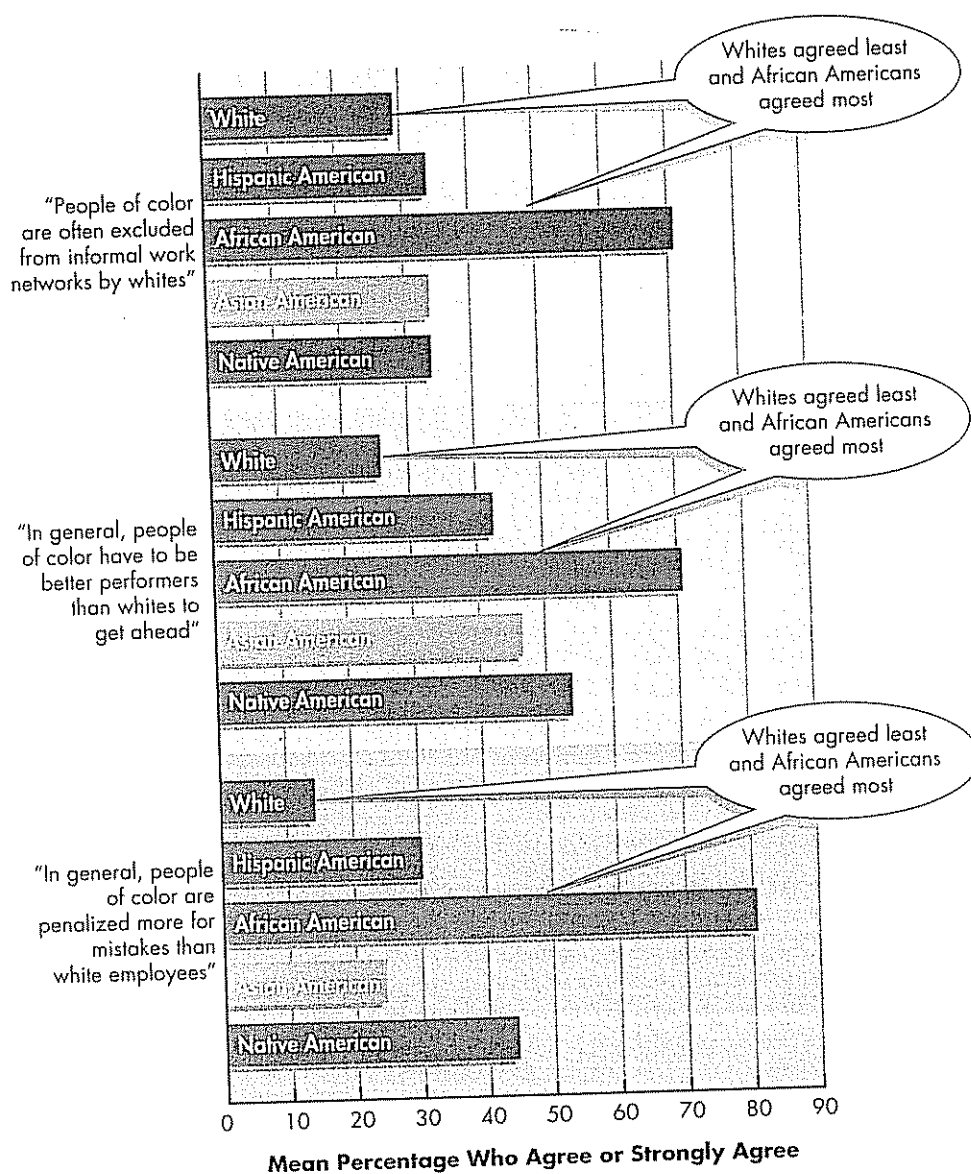 Whites agreed least
and African Americans
agreed most
"People of color
are often excluded
from informal work
networks by whites"
White
Hispanic American
African American
Asian American
Native American
Whites agreed least
and African Americans
agreed most
"In general, people
of color have to be
better performers
than whites to
get ahead"
White
Hispanic American
African American
Asian American
Native American
Whites agreed least
and African Americans
agreed most
"In general, people
of color are
penalized more for
mistakes than
white employees"
White
Hispanic American
African American
Asian American
Native American
0 10 20 30 40 50 60 70 80 90
Mean Percentage Who Agree or Strongly Agree